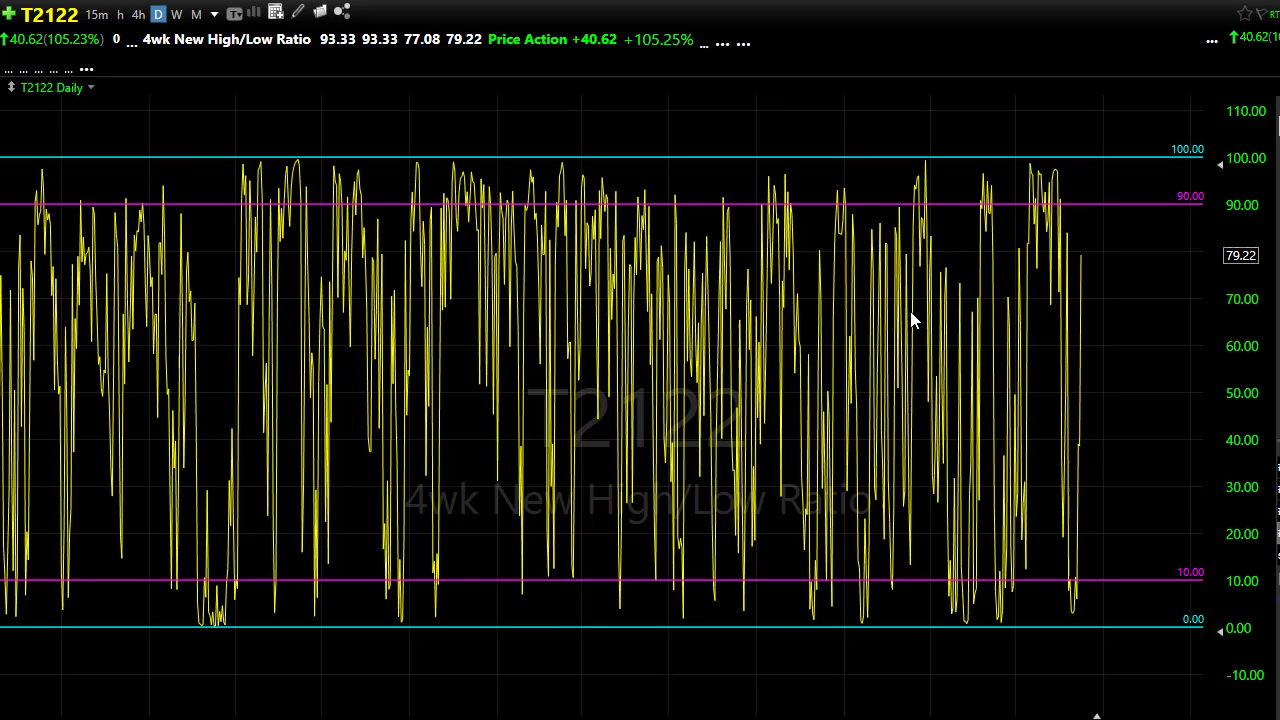 T2122 15m h 4h D W M T RT
40.62(105.23%) 0 ... 4wk New High/Low Ratio 93.33 93.33 77.08 79.22 Price Action +40.62 +105.25% ... ... ... ... 40.62(10
... ... ... ... ... ...
T2122 Daily
110.00
100.00 100.00
90.00 90.00
79.22
70.00
60.00
50.00
T2122
40.00
4wk New High/Low Ratio
30.00
20.00
10.00 10.00
0.00 0.00
-10.00